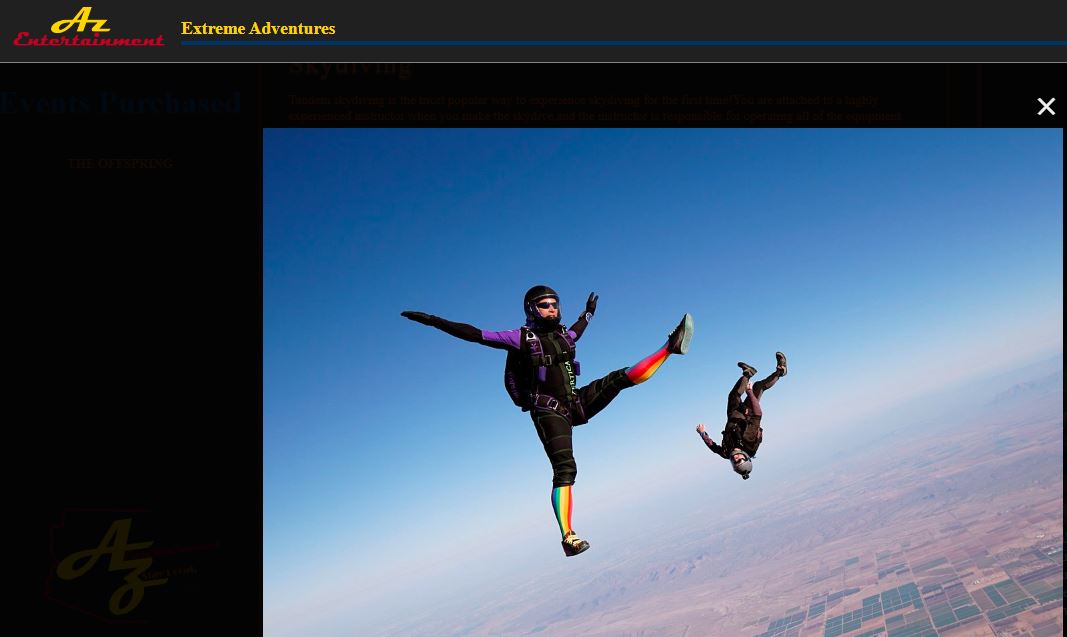 Az
Entertainment
Extreme Adventures
Skydiving
Events Purchased
Tandem skydiving is the most popular way to experience skydiving for the first time!You are attached to a highly
experienced instructor when you make the skydive,and the instructor is responsible for operating all of the equipment
THE OFFSPRING
Az